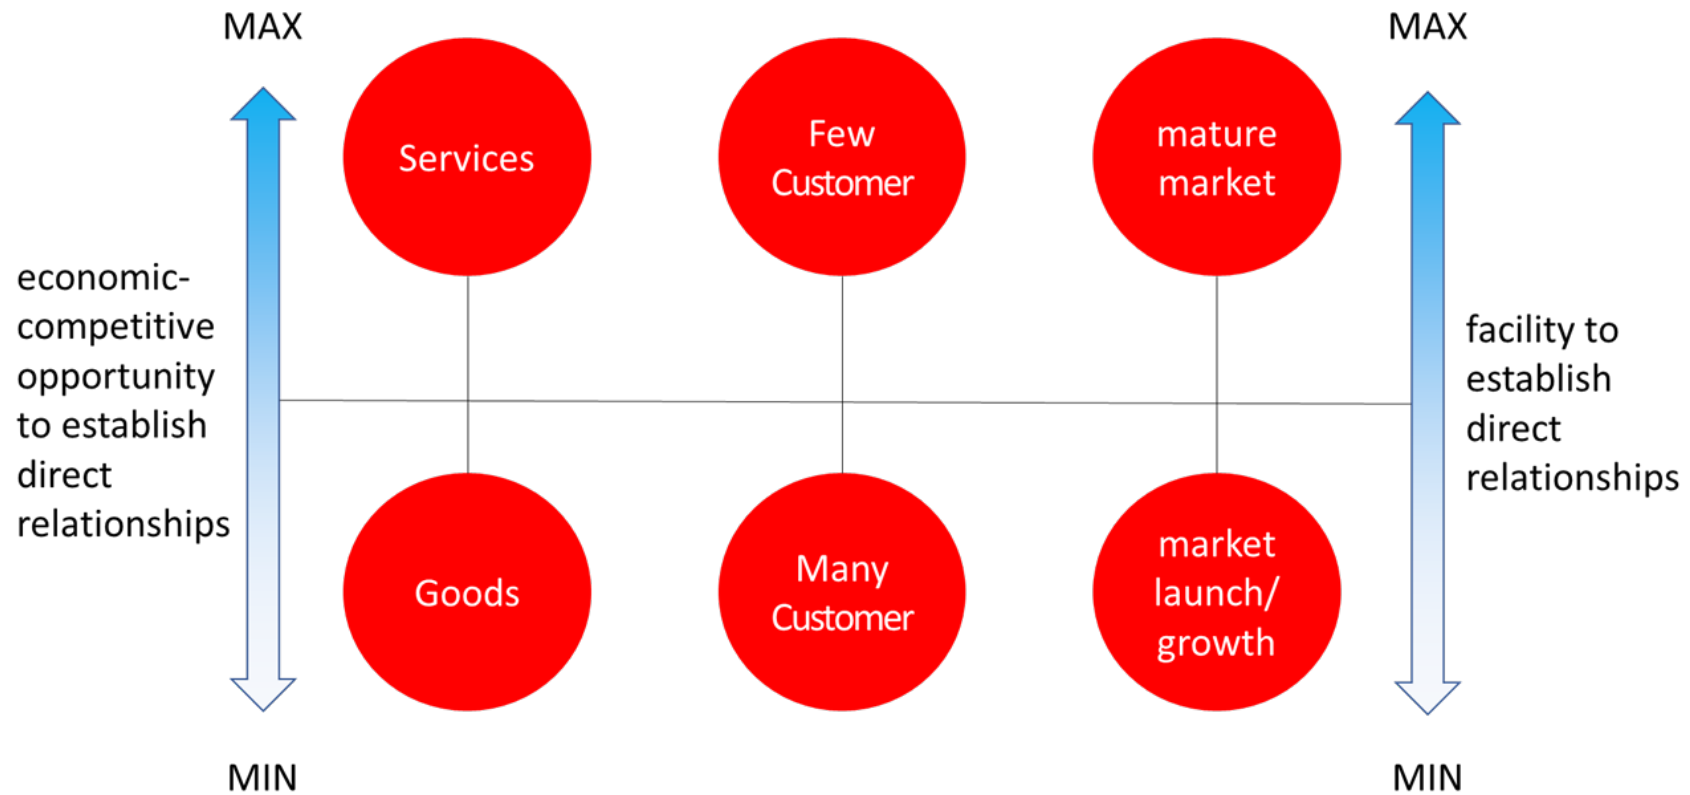 MAX
MAX
Services
Few
Customer
mature
market
economic-
competitive
opportunity
to establish
direct
relationships
facility to
establish
direct
relationships
Goods
Many
Customer
market
launch/
growth
MIN
MIN